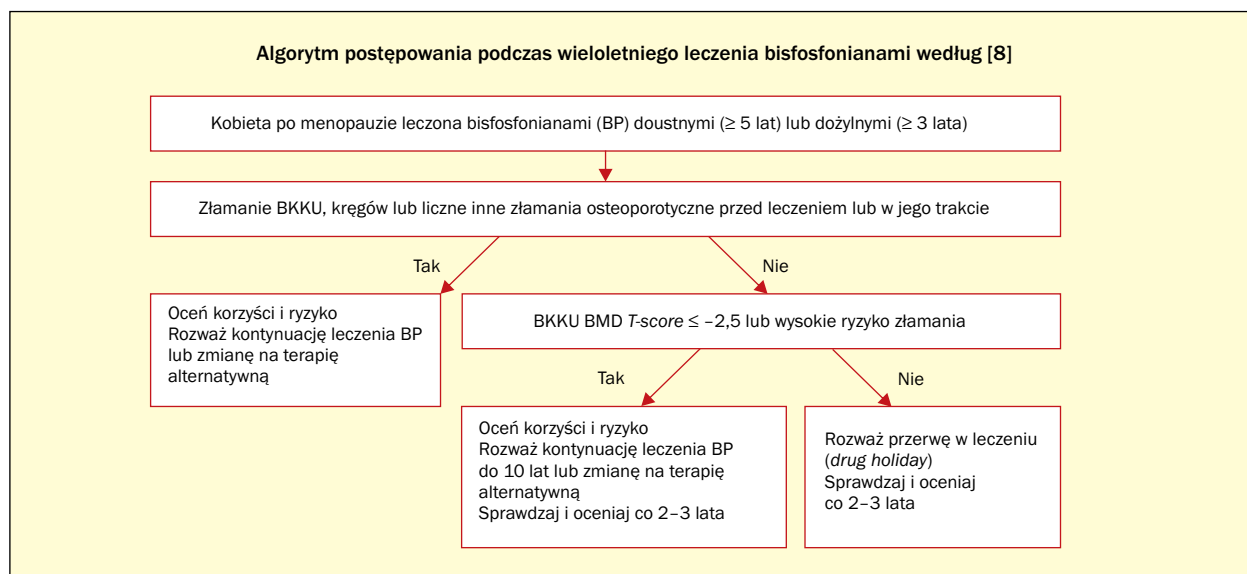 Algorytm postępowania podczas wieloletniego leczenia bisfosfonianami według [8]
Kobieta po menopauzie leczona bisfosfonianami (BP) doustnymi (≥ 5 lat) lub dożylnymi (≥ 3 lata)
Złamanie BKKU, kręgów lub liczne inne złamania osteoporotyczne przed leczeniem lub w jego trakcie
Tak
Nie
Oceń korzyści i ryzyko
Rozważ kontynuację leczenia BP
lub zmianę na terapię
alternatywną
BKKU BMD T-score ≤ –2,5 lub wysokie ryzyko złamania
Tak
Nie
Oceń korzyści i ryzyko
Rozważ kontynuację leczenia BP
do 10 lat lub zmianę na terapię
alternatywną
Sprawdzaj i oceniaj co 2–3 lata
Rozważ przerwę w leczeniu
(drug holiday)
Sprawdzaj i oceniaj
co 2–3 lata